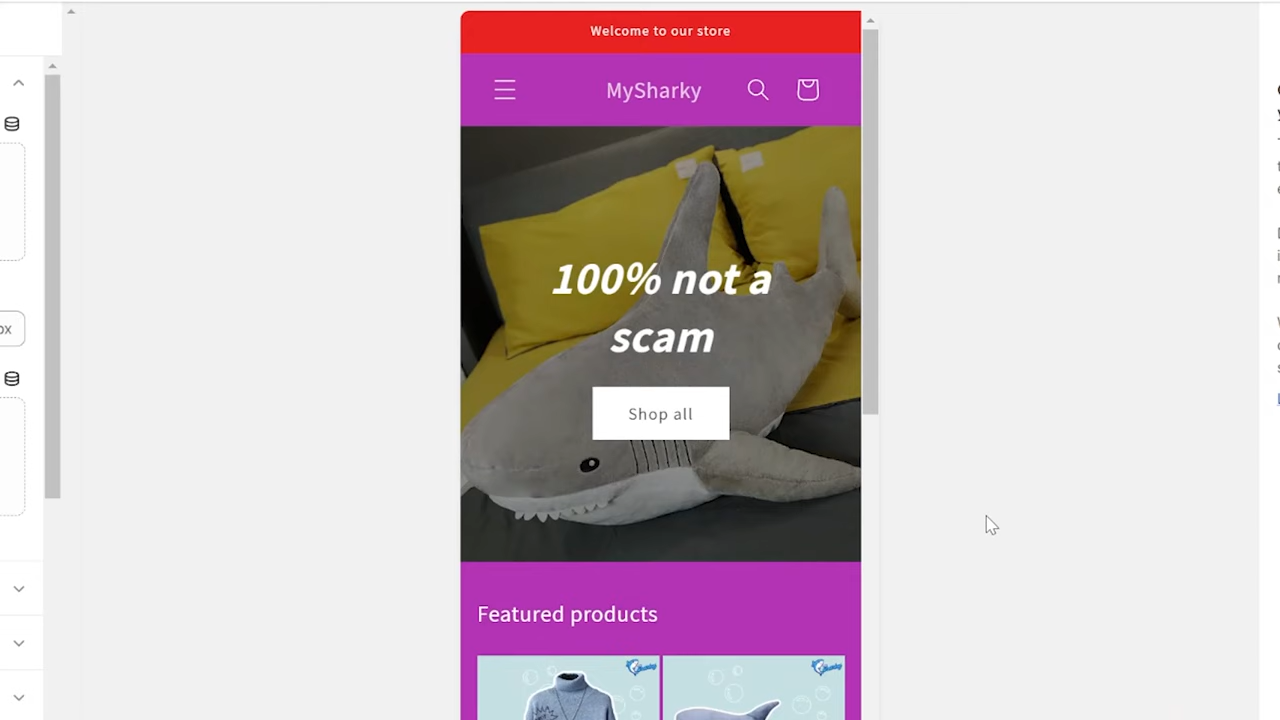 Welcome to our store
MySharky
100% not a
scam
Shop all
Featured products